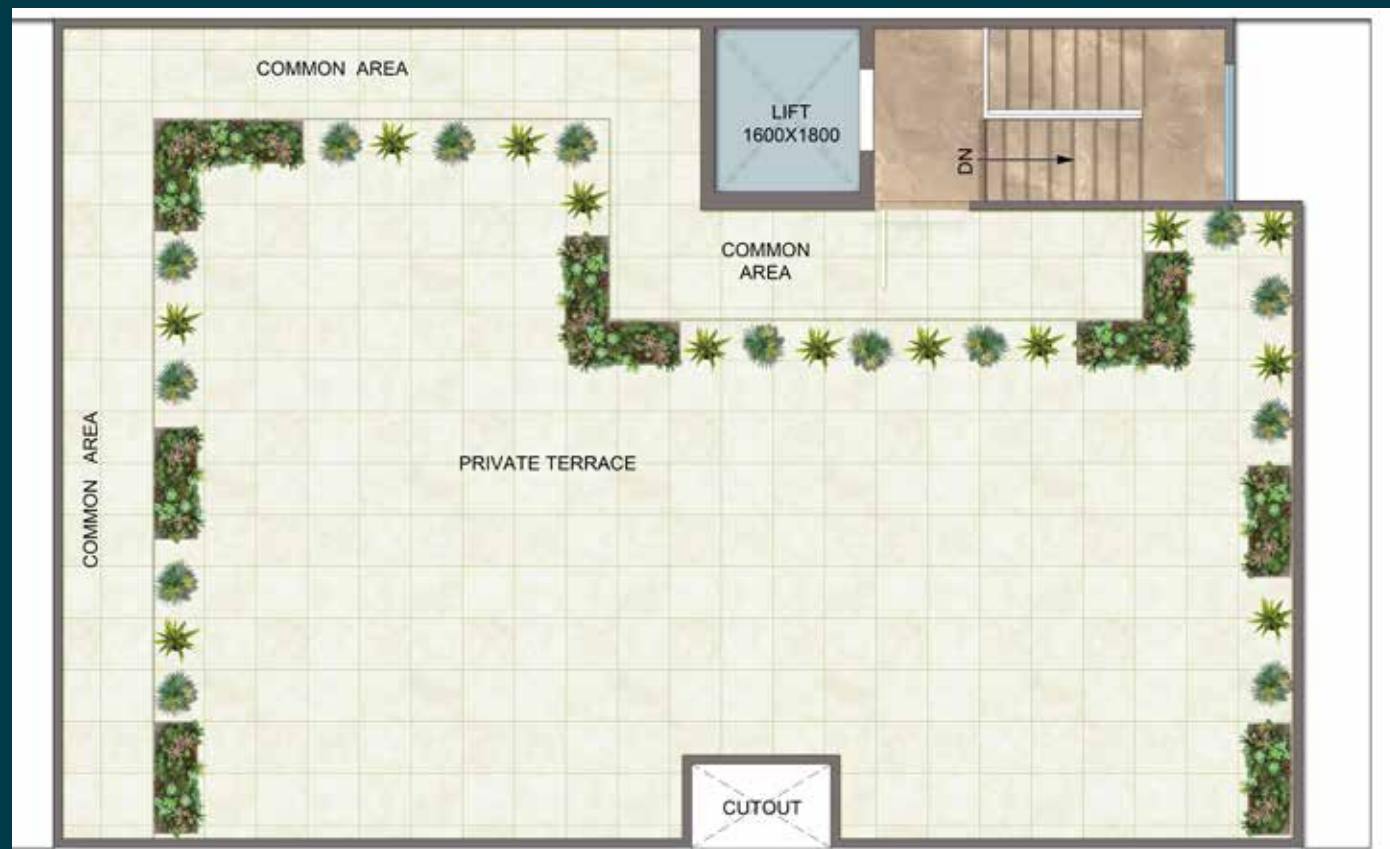 COMMON AREA
LIFT
1600X1800
DN
COMMON
AREA
COMMON AREA
PRIVATE TERRACE
CUTOUT